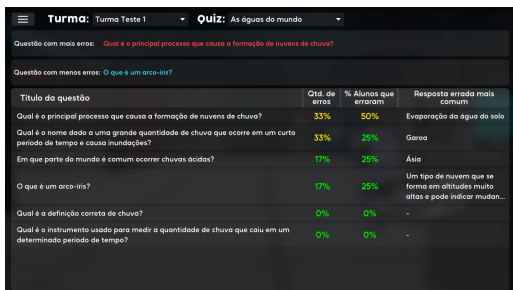 Turma: Turma Teste 1 Quiz: As águas do mundo
Questão com mais erros: Qual é o principal processo que causa a formação de nuvens de chuva?
Questão com menos erros: O que é um arco-íris?
Título da questão Qtd. de erros % Alunos que erraram Resposta errada mais comum
Qual é o principal processo que causa a formação de nuvens de chuva? 33% 50% Evaporação da água do solo
Qual é o nome dado a uma grande quantidade de chuva que ocorre em um curto
período de tempo e causa inundações? 33% 25% Garoa
Em que parte do mundo é comum ocorrer chuvas ácidas? 17% 25% Ásia
O que é um arco-íris? 17% 25% Um tipo de nuvem que se
forma em altitudes muito
altas e pode indicar mudan...
Qual é a definição correta de chuva? 0% 0% -
Qual é o instrumento usado para medir a quantidade de chuva que caiu em um
determinado período de tempo? 0% 0% -